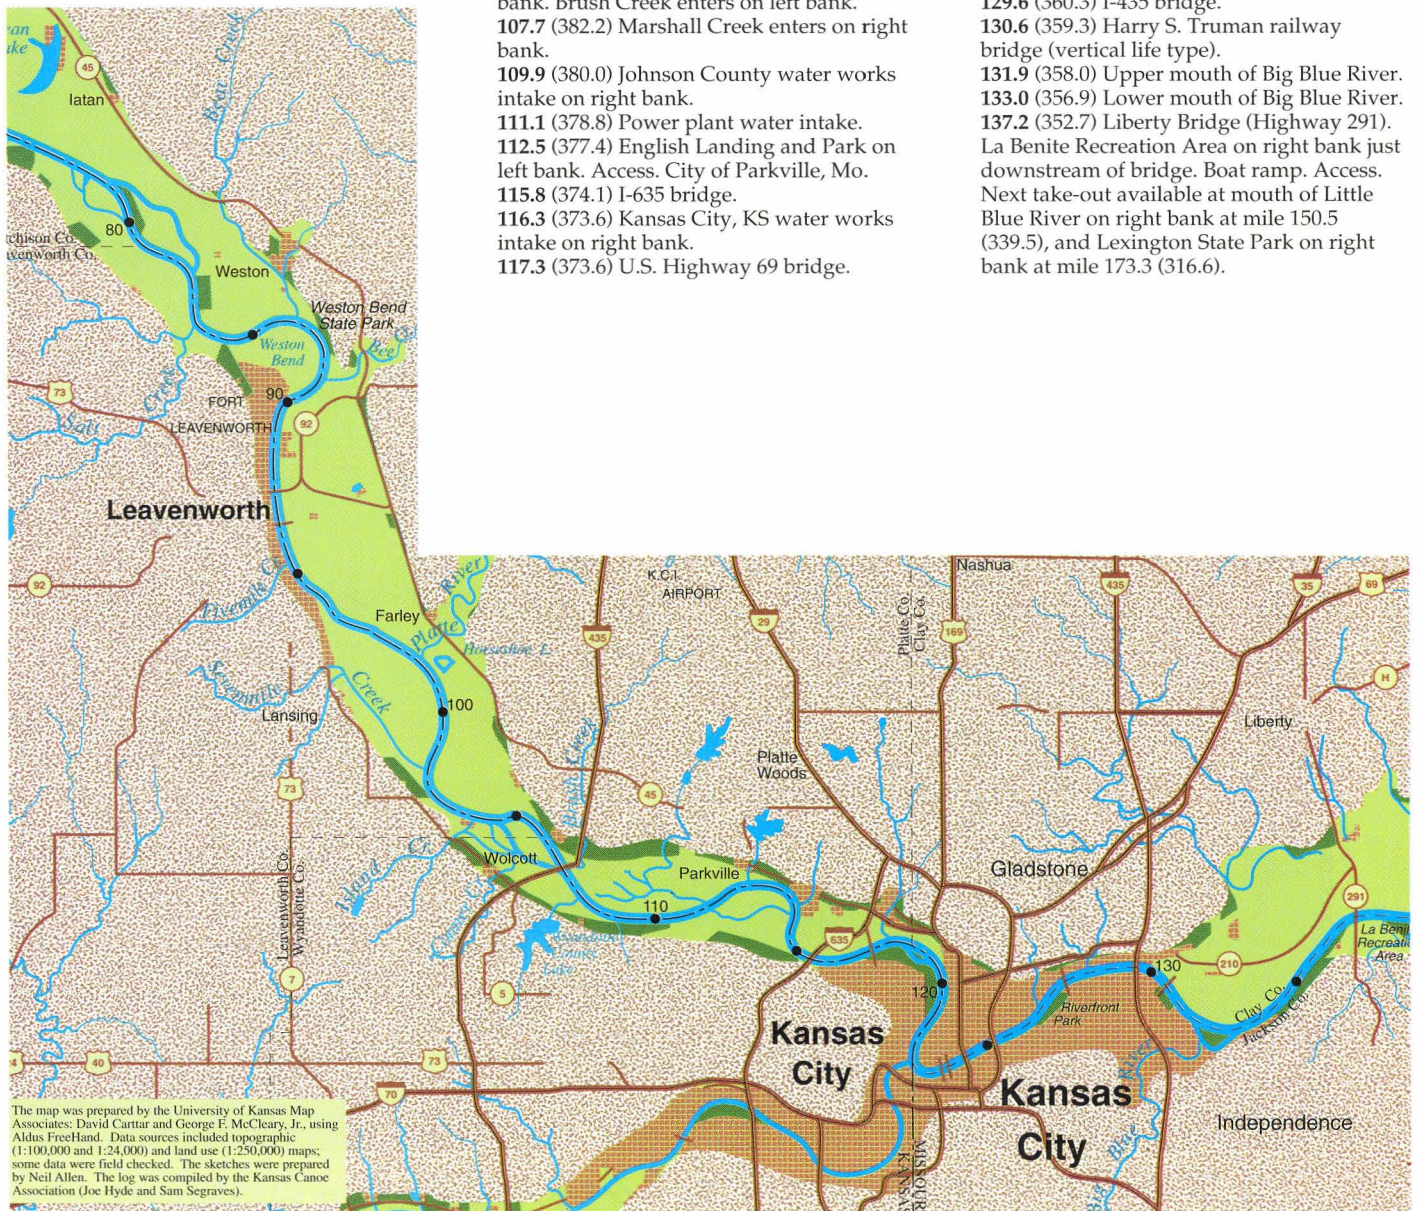 bank. Brush Creek enters on left bank.
107.7 (382.2) Marshall Creek enters on right
bank.
109.9 (380.0) Johnson County water works
intake on right bank.
111.1 (378.8) Power plant water intake.
112.5 (377.4) English Landing and Park on
left bank. Access. City of Parkville, Mo.
115.8 (374.1) I-635 bridge.
116.3 (373.6) Kansas City, KS water works
intake on right bank.
117.3 (373.6) U.S. Highway 69 bridge.
129.6 (360.3) I-435 bridge.
130.6 (359.3) Harry S. Truman railway
bridge (vertical life type).
131.9 (358.0) Upper mouth of Big Blue River.
133.0 (356.9) Lower mouth of Big Blue River.
137.2 (352.7) Liberty Bridge (Highway 291).
La Benite Recreation Area on right bank just
downstream of bridge. Boat ramp. Access.
Next take-out available at mouth of Little
Blue River on right bank at mile 150.5
(339.5), and Lexington State Park on right
bank at mile 173.3 (316.6).
45
Iatan
Bear Creek
80
Weston
Weston Bend
State Park
Weston
Bend
Bee Cr.
73
Salt Creek
FORT
LEAVENWORTH
90
92
Leavenworth
92
Fivemile Cr.
Farley
Platte River
Horseshoe L.
Sevenmile
Creek
Lansing
100
73
K.C.I.
AIRPORT
435
29
Nashua
Platte Co.
Clay Co.
169
435
35
69
H
Liberty
Platte
Woods
Brush Creek
45
Wolcott
Island Cr.
Leavenworth Co.
Wyandotte Co.
Parkville
110
Gladstone
635
291
La Beni
Recreati
Area
210
130
120
Riverfront
Park
Clay Co.
Jackson Co.
7
5
Kansas
City
Kansas
City
Independence
Big Blue River
40
73
70
MISSOUR
KANSAS
The map was prepared by the University of Kansas Map
Associates: David Carttar and George F. McCleary, Jr., using
Aldus FreeHand. Data sources included topographic
(1:100,000 and 1:24,000) and land use (1:250,000) maps;
some data were field checked. The sketches were prepared
by Neil Allen. The log was compiled by the Kansas Canoe
Association (Joe Hyde and Sam Segraves).